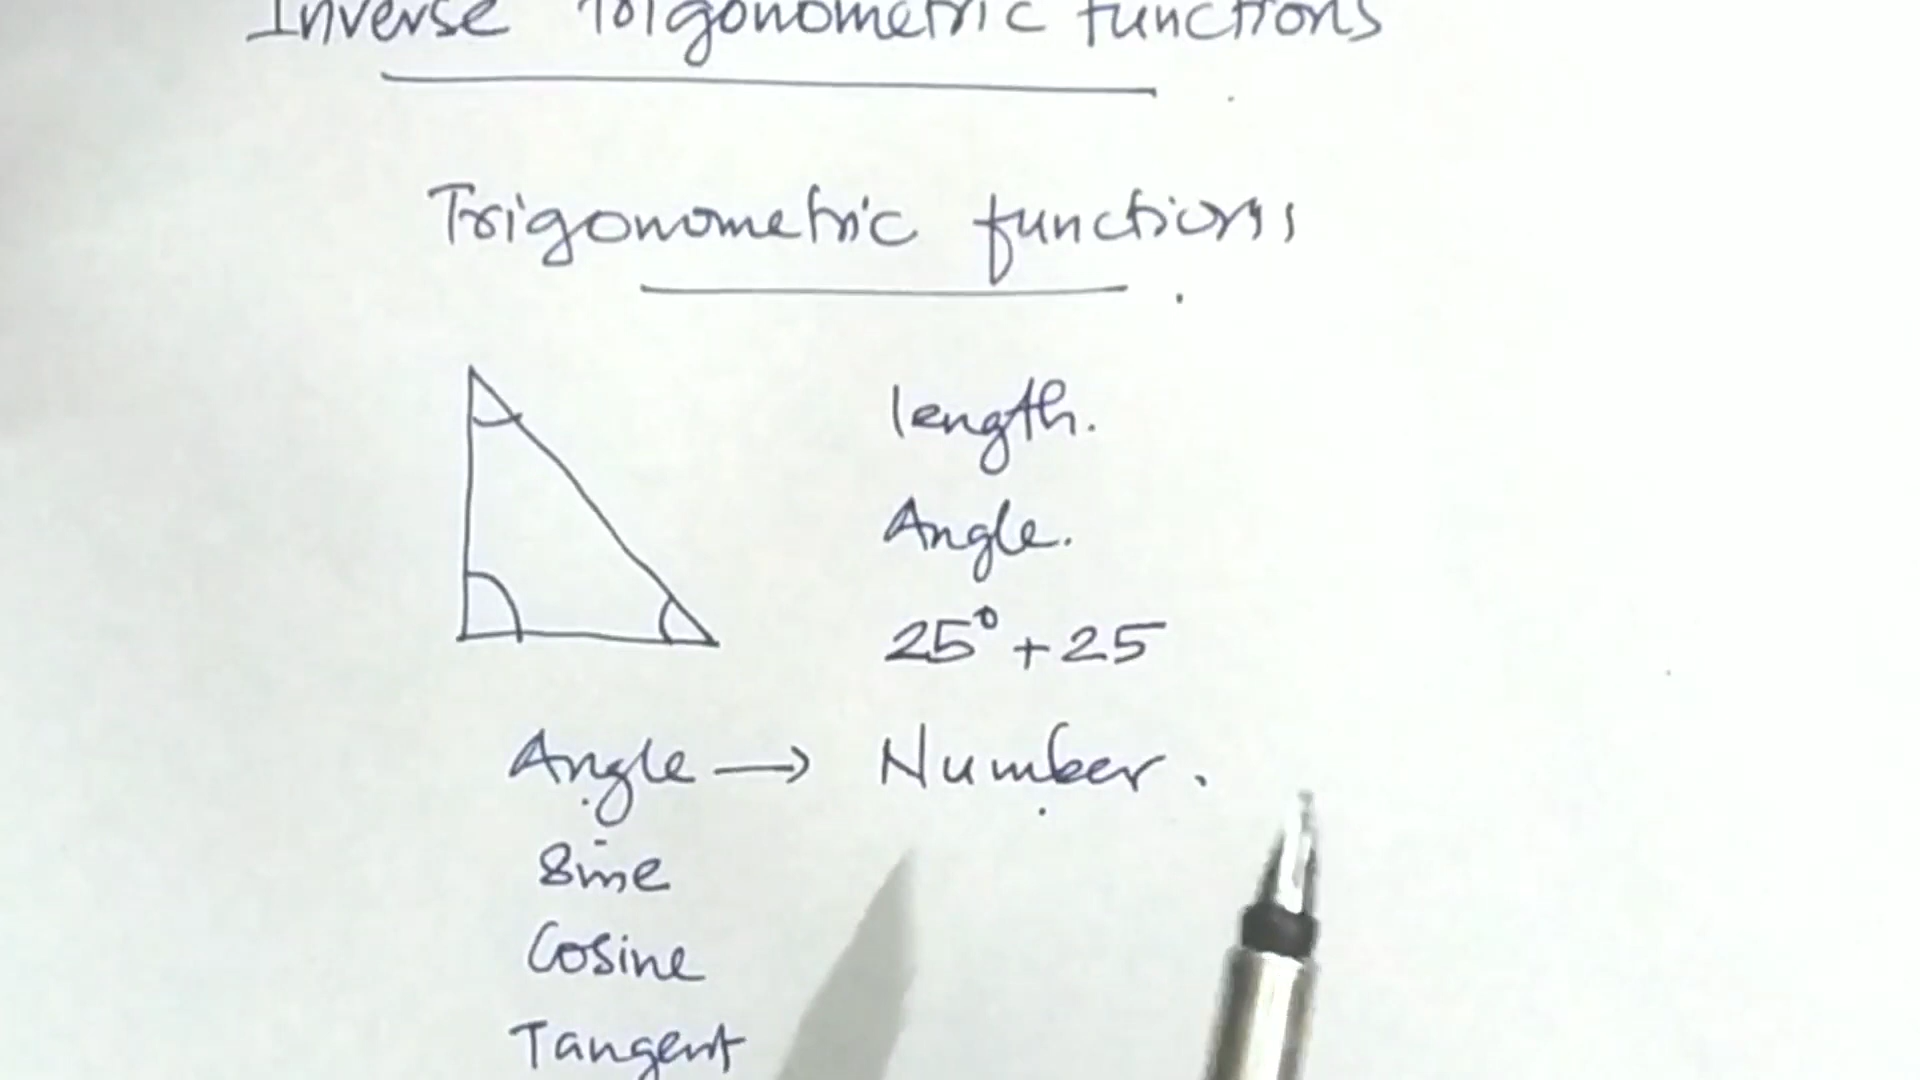 Inverse Trigonometric functions
Trigonometric functions
length.
Angle.
25° + 25
Angle → Number.
Sine
Cosine
Tangent